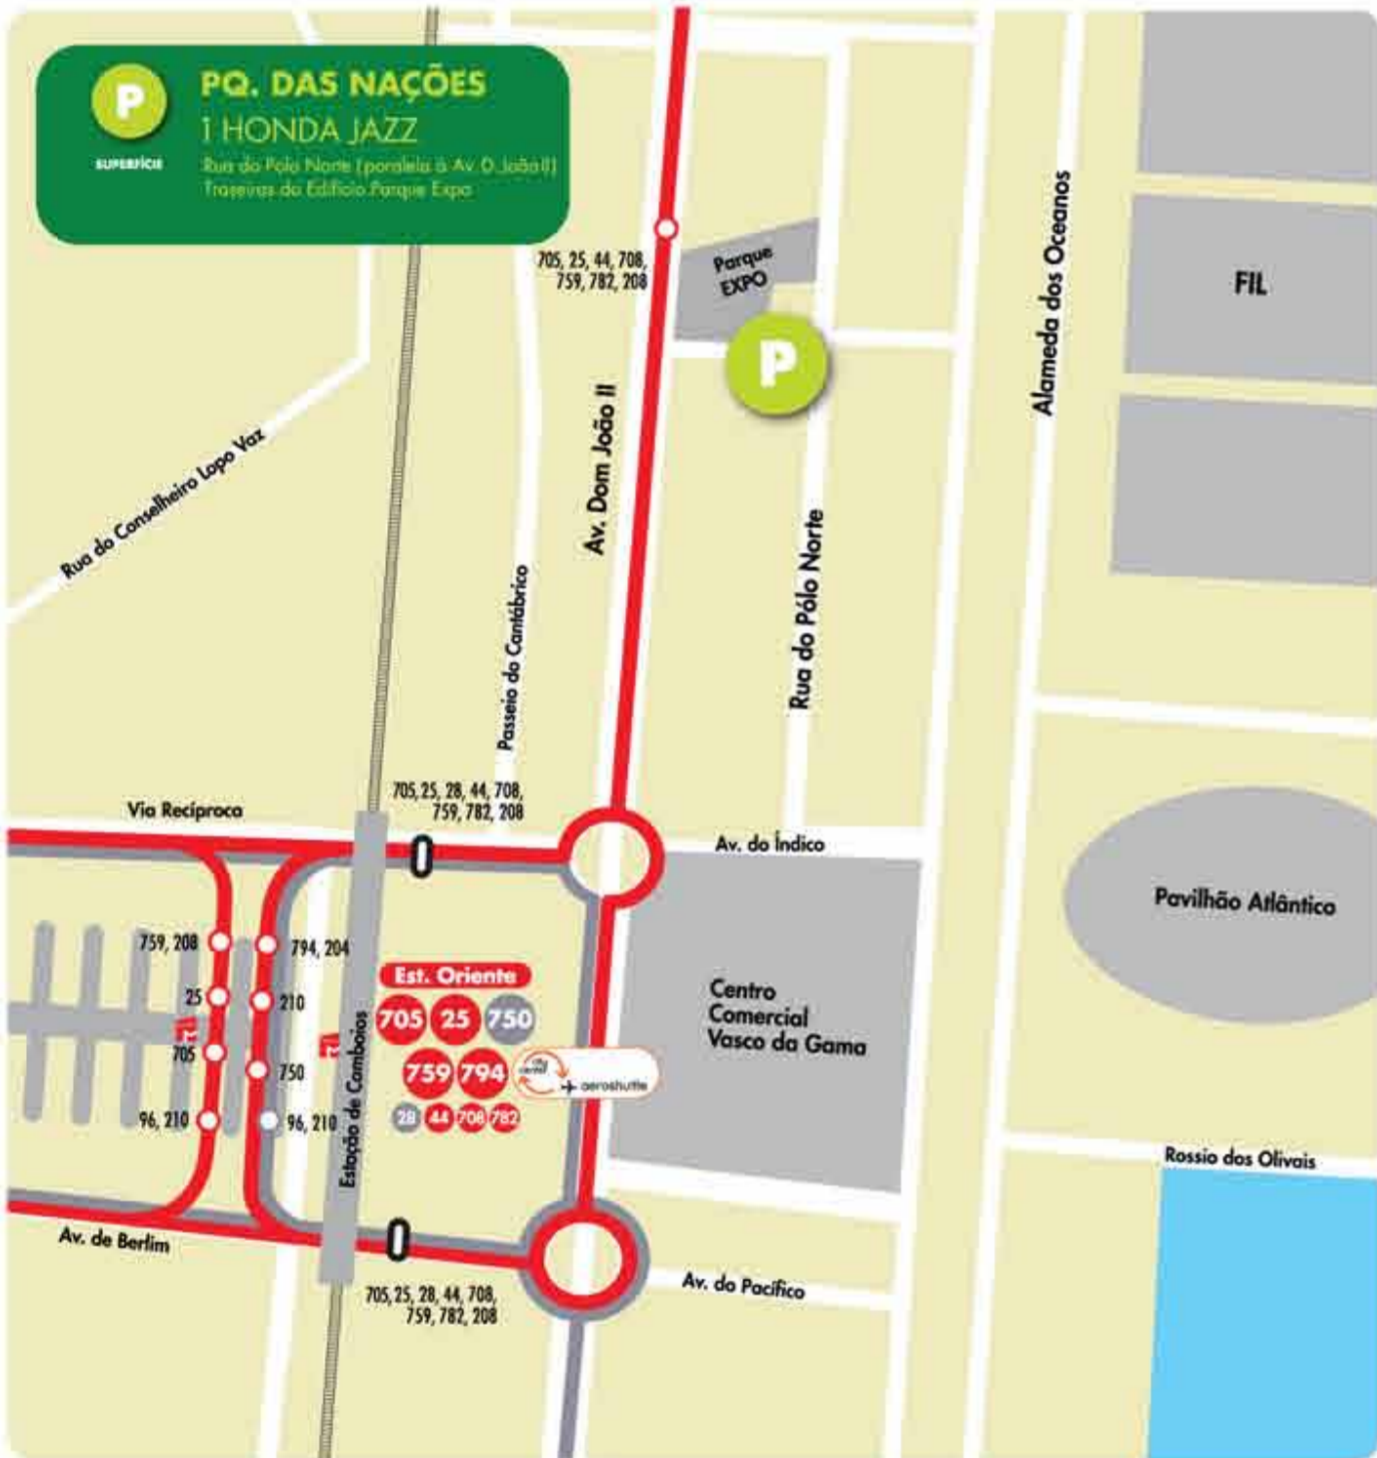 P
SUPERFÍCIE
PQ. DAS NAÇÕES
1 HONDA JAZZ
Rua do Polo Norte (paralela à Av. D. João II)
Traseiras do Edifício Parque Expo
705, 25, 44, 708,
759, 782, 208
Parque
EXPO
P
Alameda dos Oceanos
FIL
Rua do Conselheiro Lopo Vaz
Av. Dom João II
Passeio do Cantábrico
Rua do Pólo Norte
705, 25, 28, 44, 708,
759, 782, 208
Via Recíproca
Av. do Índico
Pavilhão Atlântico
759, 208
794, 204
25
210
705
750
96, 210
96, 210
Estação de Comboios
Est. Oriente
705 25 750
759 794
28 44 708 782
city
center
aeroshuttle
Centro
Comercial
Vasco da Gama
Rossio dos Olivais
Av. de Berlim
705, 25, 28, 44, 708,
759, 782, 208
Av. do Pacífico